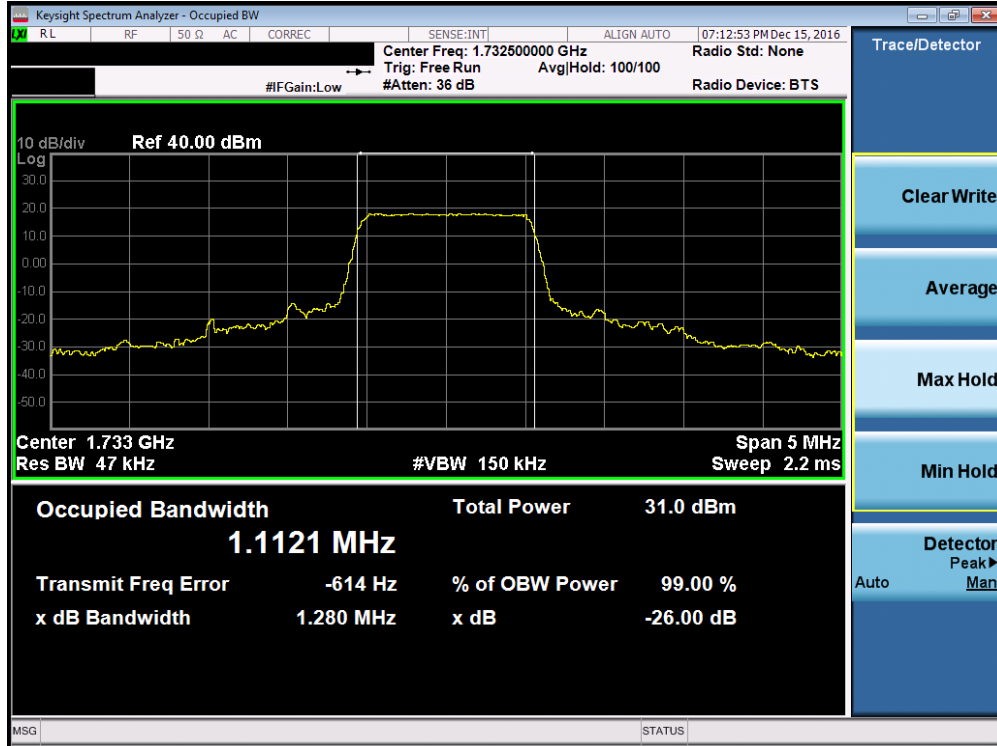 Keysight Spectrum Analyzer - Occupied BW
LXI RL RF 50 Ω AC CORREC SENSE:INT ALIGN AUTO 07:12:53 PM Dec 15, 2016
Center Freq: 1.732500000 GHz Radio Std: None
Trig: Free Run Avg|Hold: 100/100
#IFGain:Low #Atten: 36 dB Radio Device: BTS
Trace/Detector
10 dB/div Ref 40.00 dBm
Log
30.0
20.0
10.0
0.00
-10.0
-20.0
-30.0
-40.0
-50.0
Center 1.733 GHz Span 5 MHz
Res BW 47 kHz #VBW 150 kHz Sweep 2.2 ms
Occupied Bandwidth Total Power 31.0 dBm
1.1121 MHz
Transmit Freq Error -614 Hz % of OBW Power 99.00 %
x dB Bandwidth 1.280 MHz x dB -26.00 dB
Clear Write
Average
Max Hold
Min Hold
Detector
Peak▶
Auto Man
MSG STATUS